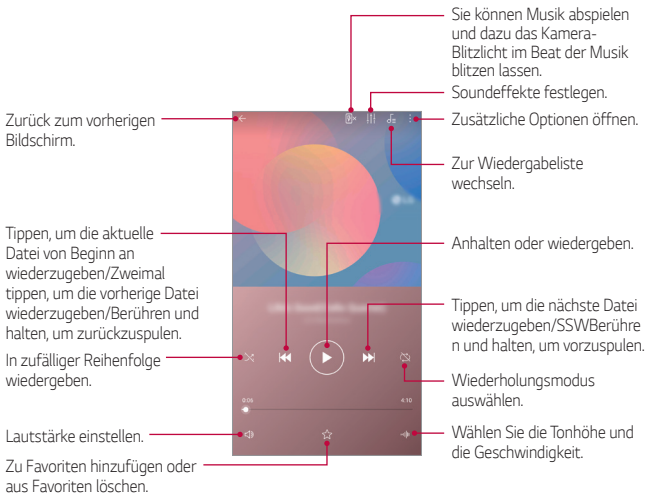 Sie können Musik abspielen
und dazu das Kamera-
Blitzlicht im Beat der Musik
blitzen lassen.
Soundeffekte festlegen.
Zurück zum vorherigen
Bildschirm.
Zusätzliche Optionen öffnen.
Zur Wiedergabeliste
wechseln.
Tippen, um die aktuelle
Datei von Beginn an
wiederzugeben/Zweimal
tippen, um die vorherige Datei
wiederzugeben/Berühren und
halten, um zurückzuspulen.
Anhalten oder wiedergeben.
Tippen, um die nächste Datei
wiedergeben/SSWBerühre
n und halten, um vorzuspulen.
In zufälliger Reihenfolge
wiedergeben.
Wiederholungsmodus
auswählen.
0:06
4:10
Lautstärke einstellen.
Wählen Sie die Tonhöhe und
die Geschwindigkeit.
Zu Favoriten hinzufügen oder
aus Favoriten löschen.